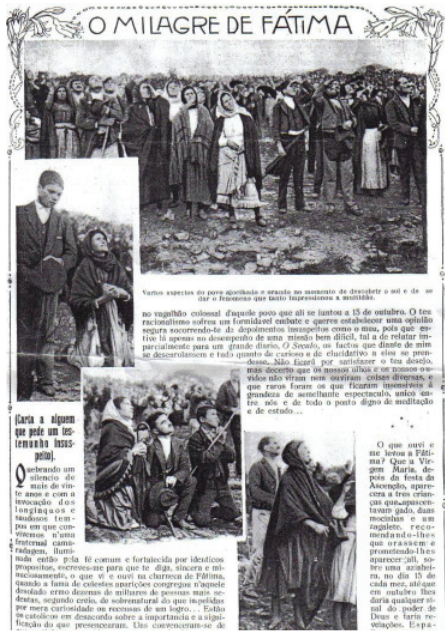 O MILAGRE DE FÁTIMA
Varios aspectos do povo ajoelhado e orando no momento de descobrir o sol e de se
dar o fenomeno que tanto impressionou a multidão.
no vagalhão colossal d'aquele povo que ali se juntou a 13 de outubro. O teu
racionalismo sofreu um formidavel embate e queres estabelecer uma opinião
segura socorrendo-te de depoimentos insuspeitos como o meu, pois que es-
tive lá apenas no desempenho de uma missão bem dificil, tal a de relatar im-
parcialmente para um grande diario, O Seculo, os factos que diante de mim
se desenrolaram e tudo quanto de curioso e de elucidativo a eles se pren-
desse. Não ficará por satisfazer o teu desejo,
mas decerto que os nossos olhos e os nossos ou-
vidos não viram nem ouviram coisas diversas, e
que raros foram os que ficaram insensiveis á
grandeza de semelhante espectaculo, unico en-
tre nós e de todo o ponto digno de meditação
e de estudo...
(Carta a alguem
que pede um tes-
temunho insus-
peito).
Quebrando um
silencio de
mais de vin-
te anos e com a
invocação dos
longinquos e
saudosos tem-
pos em que con-
vivemos n'uma
fraternal cama-
radagem, ilumi-
nada então pela fé comum e fortalecida por identicos
propositos, escreves-me para que te diga, sincera e mi-
nuciosamente, o que vi e ouvi na charneca de Fátima,
quando a fama de celestes aparições congregou n'aquele
desolado ermo dezenas de milhares de pessoas mais se-
dentas, segundo creio, de sobrenatural do que impelidas
por mera curiosidade ou receosas de um logro... Estão
os catolicos em desacordo sobre a importancia e a signi-
ficação do que presencearam. Uns convenceram-se de
O que ouvi e
me levou a Fáti-
ma? Que a Vir-
gem Maria, de-
pois da festa da
Ascenção, apare-
cera a tres crian-
ças que apascen-
tavam gado, duas
mocinhas e um
zagalete, reco-
mendando-lhes
que orassem e
prometendo-lhes
aparecer ali, so-
bre uma azinhei-
ra, no dia 13 de
cada mez, até que
em outubro lhes
daria qualquer si-
nal do poder de
Deus e faria re-
velações. Espa-